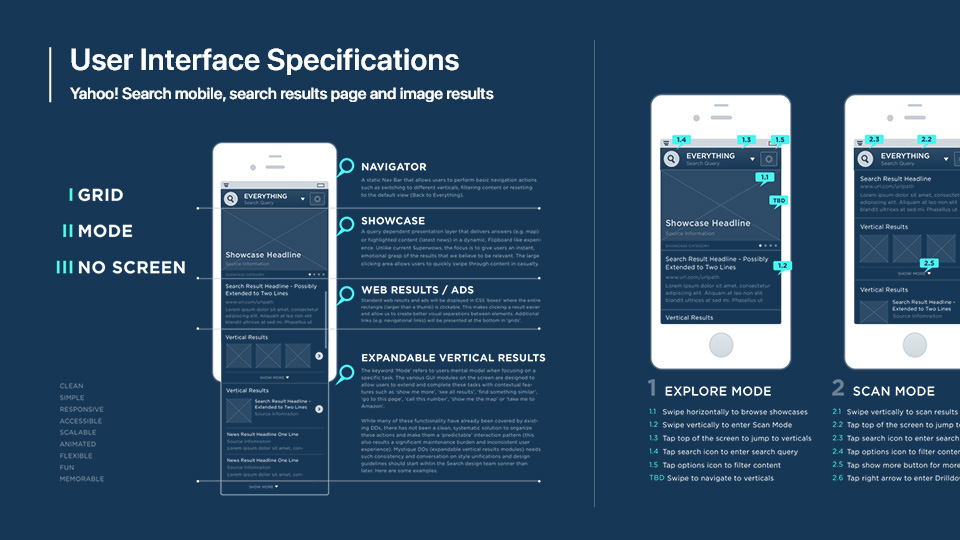 User Interface Specifications
Yahoo! Search mobile, search results page and image results
I GRID
II MODE
III NO SCREEN
CLEAN
SIMPLE
RESPONSIVE
ACCESSIBLE
SCALABLE
ANIMATED
FLEXIBLE
FUN
MEMORABLE
EVERYTHING
Search Query
Showcase Headline
Source Information
SHOWCASE CATEGORY
Search Result Headline - Possibly
Extended to Two Lines
www.url.com/urlpath
Lorem ipsum dolor sit amet, consectetur
adipiscing elit. Aliquam leo non elit
blandit et sed mi. Phasellus ut
Vertical Results
SHOW MORE
Vertical Results
Search Result Headline -
Extended to Two Lines
Source Information
News Result Headline One Line
Source Information
Lorem ipsum dolor sit amet, com
News Result Headline One Line
Source Information
Lorem ipsum dolor sit amet, com
SHOW MORE
NAVIGATOR
A static Nav Bar that allows users to perform basic navigation actions
such as switching to different verticals, filtering content or resetting
to the default view (Back to Everything).
SHOWCASE
A query dependent presentation layer that delivers answers (e.g. map)
or highlighted content (latest news) in a dynamic, Flipboard like experi-
ence. Unlike current Superwows, the focus is to give users an instant,
emotional grasp of the results that we believe to be relevant. The large
clicking area allows users to quickly swipe through content in casualty.
WEB RESULTS / ADS
Standard web results and ads will be displayed in CSS 'boxes' where the entire
rectangle (larger than a thumb) is clickable. This makes clicking a result easier
and allow us to create better visual separations between elements. Additional
links (e.g. navigational links) will be presented at the bottom in 'grids'.
EXPANDABLE VERTICAL RESULTS
The keyword 'Mode' refers to users mental model when focusing on a
specific task. The various GUI modules on the screen are designed to
allow users to extend and complete these tasks with contextual fea-
tures such as 'show me more', 'see all results', 'find something similar',
'go to this page', 'call this number', 'show me the map' or 'take me to
Amazon'.
While many of these functionality have already been covered by exist-
ing DDs, there has not been a clean, systematic solution to organize
these actions and make them a 'predictable' interaction pattern (this
also results a significant maintenance burden and inconsistent user
experience). Mystique DDs (expandable vertical results modules) needs
such consistency and conversation on style unifications and design
guidelines should start within the Search design team sonner than
later. Here are some examples.
1.4
1.3
1.5
EVERYTHING
Search Query
1.1
TBD
Showcase Headline
Source Information
SHOWCASE CATEGORY
Search Result Headline - Possibly
Extended to Two Lines
1.2
www.url.com/urlpath
Lorem ipsum dolor sit amet, consectetur
adipiscing elit. Aliquam leo non elit
blandit et sed mi. Phasellus ut
Vertical Results
1 EXPLORE MODE
1.1 Swipe horizontally to browse showcases
1.2 Swipe vertically to enter Scan Mode
1.3 Tap top of the screen to jump to verticals
1.4 Tap search icon to enter search query
1.5 Tap options icon to filter content
TBD Swipe to navigate to verticals
2.3
2.2
EVERYTHING
Search Query
Search Result Headline
www.url.com/urlpath
Lorem ipsum dolor sit amet, cons
adipiscing elit. Aliquam leo non
blandit et sed mi. Phasellus ut
Vertical Results
2.5
SHOW MORE
Vertical Results
Search Result Headline -
Extended to Two Lines
Source Information
2 SCAN MODE
2.1 Swipe vertically to scan results
2.2 Tap top of the screen to jump to
2.3 Tap search icon to enter search
2.4 Tap options icon to filter conten
2.5 Tap show more button for more
2.6 Tap right arrow to enter Drilldo